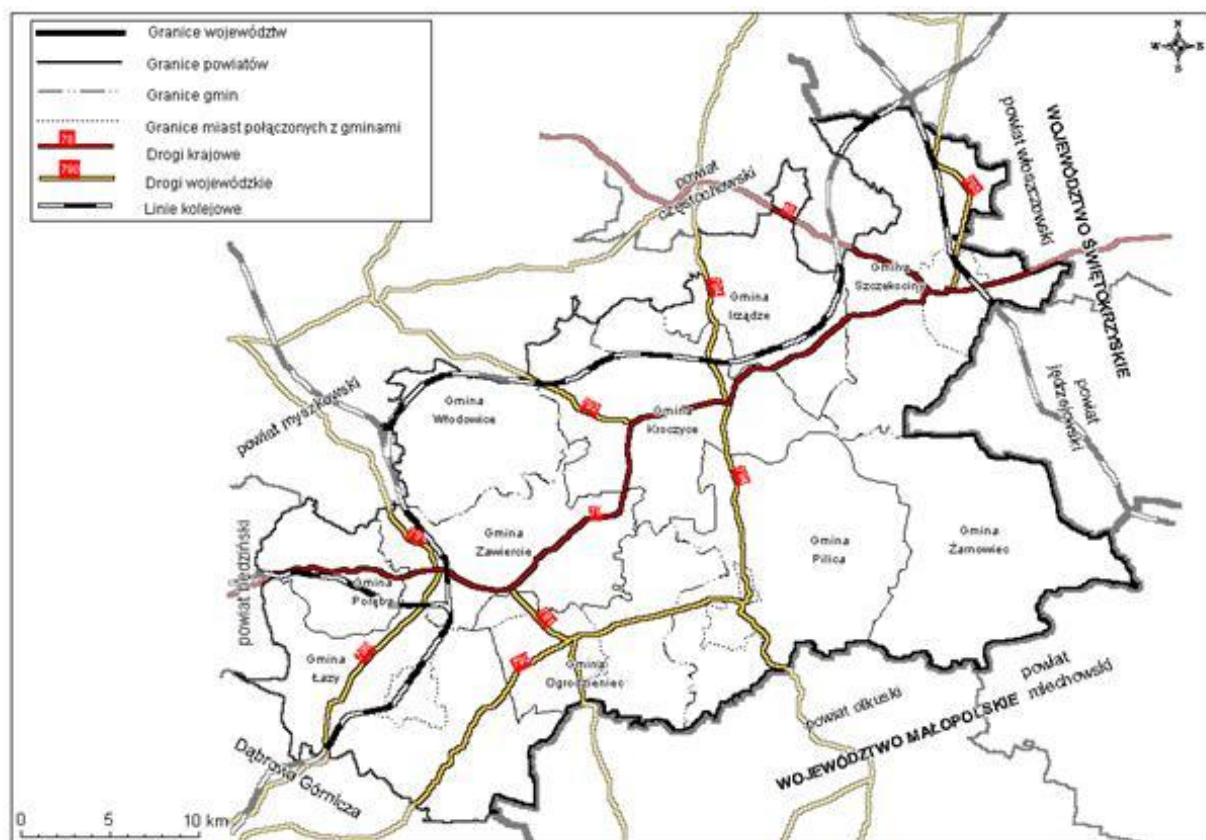 Granice województw
Granice powiatów
Granice gmin
Granice miast połączonych z gminami
78
Drogi krajowe
790
Drogi wojewódzkie
Linie kolejowe
N
W E
S
powiat
częstochowski
powiat włoszczowski
WOJEWÓDZTWO ŚWIĘTOKRZYSKIE
Gmina
Szczekociny
Gmina
Irządze
powiat
jędrzejowski
powiat myszkowski
Gmina
Włodowice
Gmina
Kroczyce
Gmina
Zawiercie
Gmina
Pilica
Gmina
Żarnowiec
powiat będziński
Gmina
Poręba
Gmina
Łazy
Gmina
Ogrodzieniec
powiat olkuski
powiat
miechowski
WOJEWÓDZTWO MAŁOPOLSKIE
Dąbrowa Górnicza
0 5 10 km